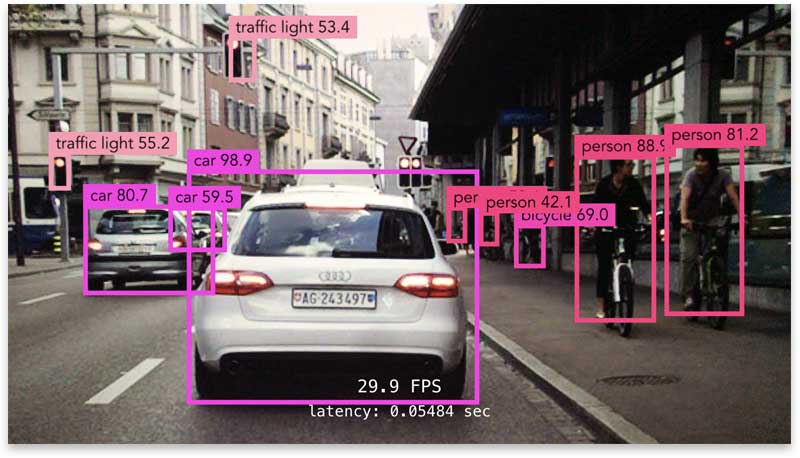 traffic light 53.4
traffic light 55.2
car 98.9
person 88.9
person 81.2
car 80.7
car 59.5
person 42.1
bicycle 69.0
AG·243497
29.9 FPS
latency: 0.05484 sec